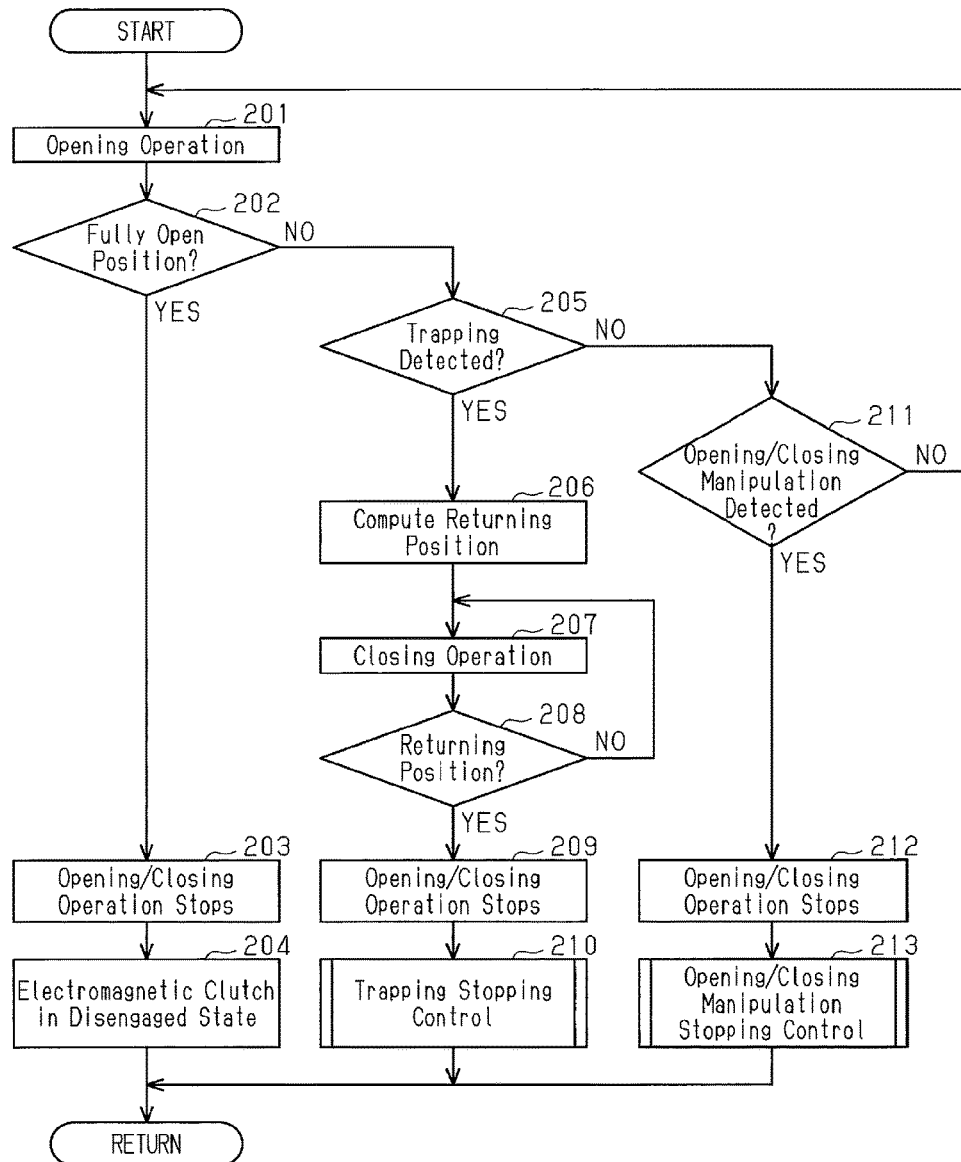 START
201
Opening Operation
202
Fully Open
Position?
NO
YES
205
Trapping
Detected?
NO
YES
211
Opening/Closing
Manipulation
Detected
?
NO
YES
206
Compute Returning
Position
207
Closing Operation
208
Returning
Position?
NO
YES
203
Opening/Closing
Operation Stops
209
Opening/Closing
Operation Stops
212
Opening/Closing
Operation Stops
204
Electromagnetic Clutch
in Disengaged State
210
Trapping Stopping
Control
213
Opening/Closing
Manipulation
Stopping Control
RETURN